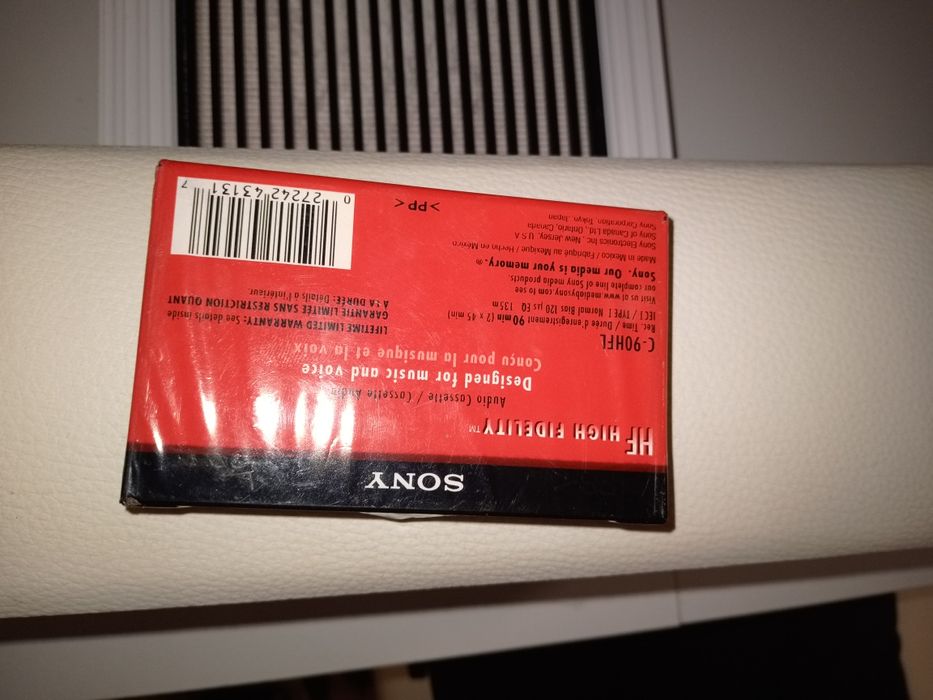 SONY
HF HIGH FIDELITY™
Audio Cassette / Cassette Audio
Designed for music and voice
Conçu pour la musique et la voix
C-90HFL
Rec. Time / Durée d'enregistrement 90 min (2 x 45 min)
IECI / TYPE I Normal Bias 120 µs EQ 135m
Visit us at www.mediabysony.com to see
our complete line of Sony media products.
Sony. Our media is your memory.℠
Made in Mexico / Fabriqué au Mexique / Hecho en México
Sony Electronics Inc., New Jersey, U.S.A
Sony of Canada Ltd., Ontario, Canada
Sony Corporation Tokyo, Japan
LIFETIME LIMITED WARRANTY: See details inside
GARANTIE LIMITÉE SANS RESTRICTION QUANT
À LA DURÉE: Détails à l'intérieur.
>PP<
0 27242 43131 7